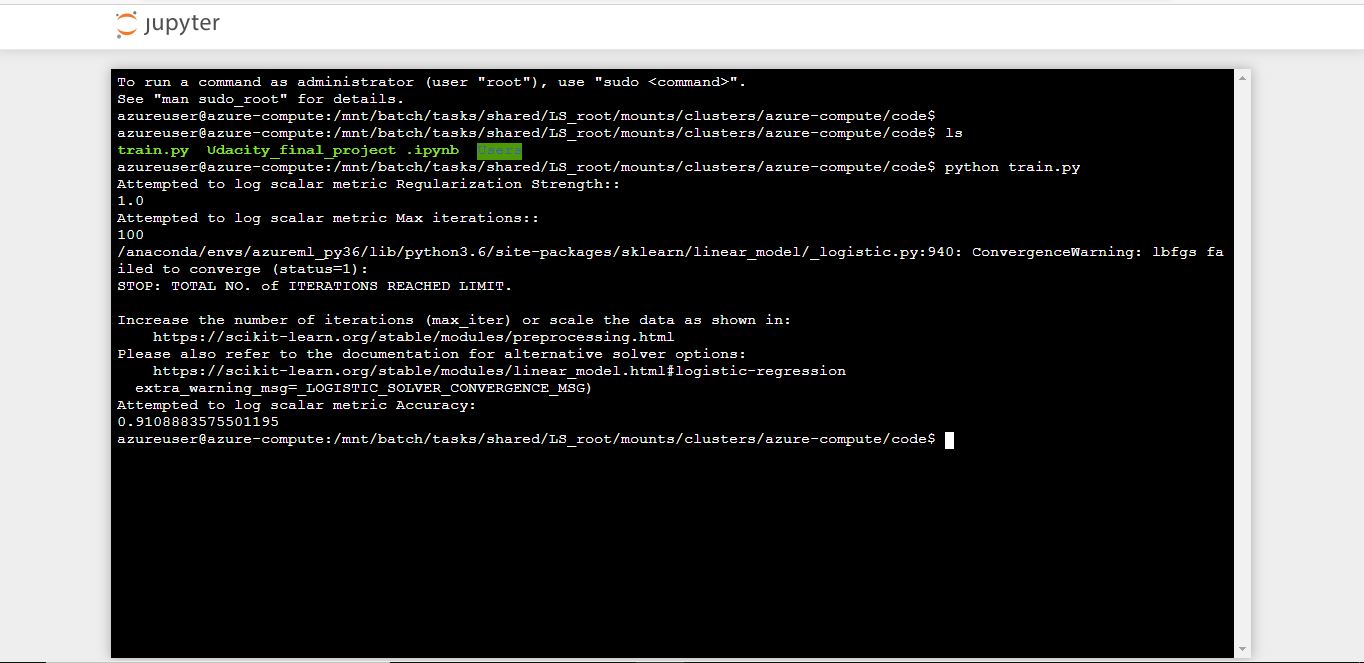 jupyter
To run a command as administrator (user "root"), use "sudo <command>".
See "man sudo_root" for details.
azureuser@azure-compute:/mnt/batch/tasks/shared/LS_root/mounts/clusters/azure-compute/code$
azureuser@azure-compute:/mnt/batch/tasks/shared/LS_root/mounts/clusters/azure-compute/code$ ls
train.py  Udacity_final_project .ipynb  Users
azureuser@azure-compute:/mnt/batch/tasks/shared/LS_root/mounts/clusters/azure-compute/code$ python train.py
Attempted to log scalar metric Regularization Strength::
1.0
Attempted to log scalar metric Max iterations::
100
/anaconda/envs/azureml_py36/lib/python3.6/site-packages/sklearn/linear_model/_logistic.py:940: ConvergenceWarning: lbfgs fa
iled to converge (status=1):
STOP: TOTAL NO. of ITERATIONS REACHED LIMIT.
Increase the number of iterations (max_iter) or scale the data as shown in:
    https://scikit-learn.org/stable/modules/preprocessing.html
Please also refer to the documentation for alternative solver options:
    https://scikit-learn.org/stable/modules/linear_model.html#logistic-regression
  extra_warning_msg=_LOGISTIC_SOLVER_CONVERGENCE_MSG)
Attempted to log scalar metric Accuracy:
0.9108883575501195
azureuser@azure-compute:/mnt/batch/tasks/shared/LS_root/mounts/clusters/azure-compute/code$